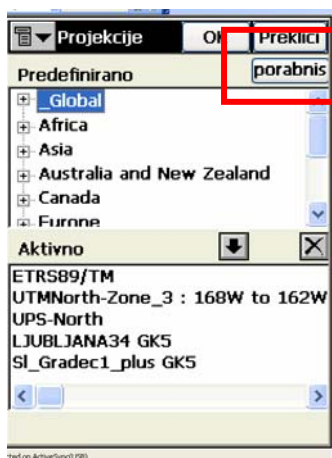 Projekcije OK Prekliči
Predefinirano porabnis
_Global
Africa
Asia
Australia and New Zealand
Canada
Europe
Aktivno
ETRS89/TM
UTMNorth-Zone_3 : 168W to 162W
UPS-North
LJUBLJANA34 GK5
Sl_Gradec1_plus GK5